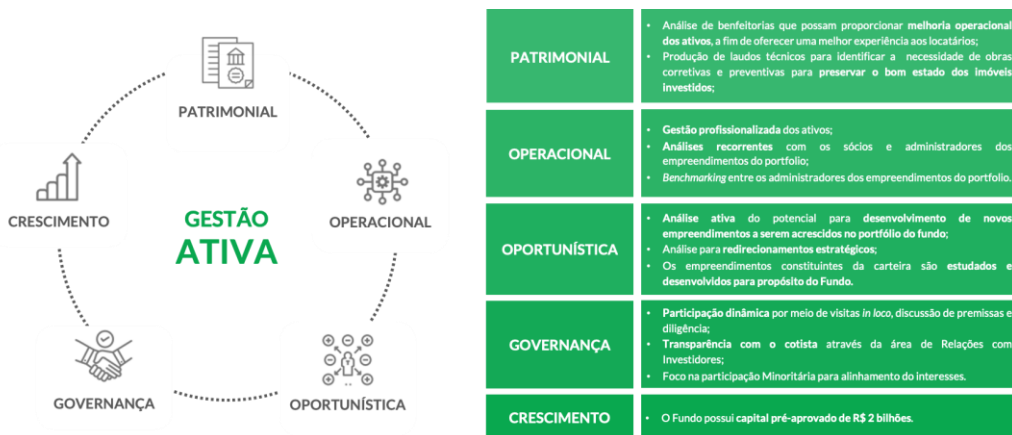 PATRIMONIAL
CRESCIMENTO
OPERACIONAL
GESTÃO
ATIVA
GOVERNANÇA
OPORTUNÍSTICA
PATRIMONIAL
• Análise de benfeitorias que possam proporcionar melhoria operacional
dos ativos, a fim de oferecer uma melhor experiência aos locatários;
• Produção de laudos técnicos para identificar a necessidade de obras
corretivas e preventivas para preservar o bom estado dos imóveis
investidos;
OPERACIONAL
• Gestão profissionalizada dos ativos;
• Análises recorrentes com os sócios e administradores dos
empreendimentos do portfolio;
• Benchmarking entre os administradores dos empreendimentos do portfolio.
OPORTUNÍSTICA
• Análise ativa do potencial para desenvolvimento de novos
empreendimentos a serem acrescidos no portfólio do fundo;
• Análise para redirecionamentos estratégicos;
• Os empreendimentos constituintes da carteira são estudados e
desenvolvidos para propósito do Fundo.
GOVERNANÇA
• Participação dinâmica por meio de visitas in loco, discussão de premissas e
diligência;
• Transparência com o cotista através da área de Relações com
Investidores;
• Foco na participação Minoritária para alinhamento do interesses.
CRESCIMENTO
• O Fundo possui capital pré-aprovado de R$ 2 bilhões.